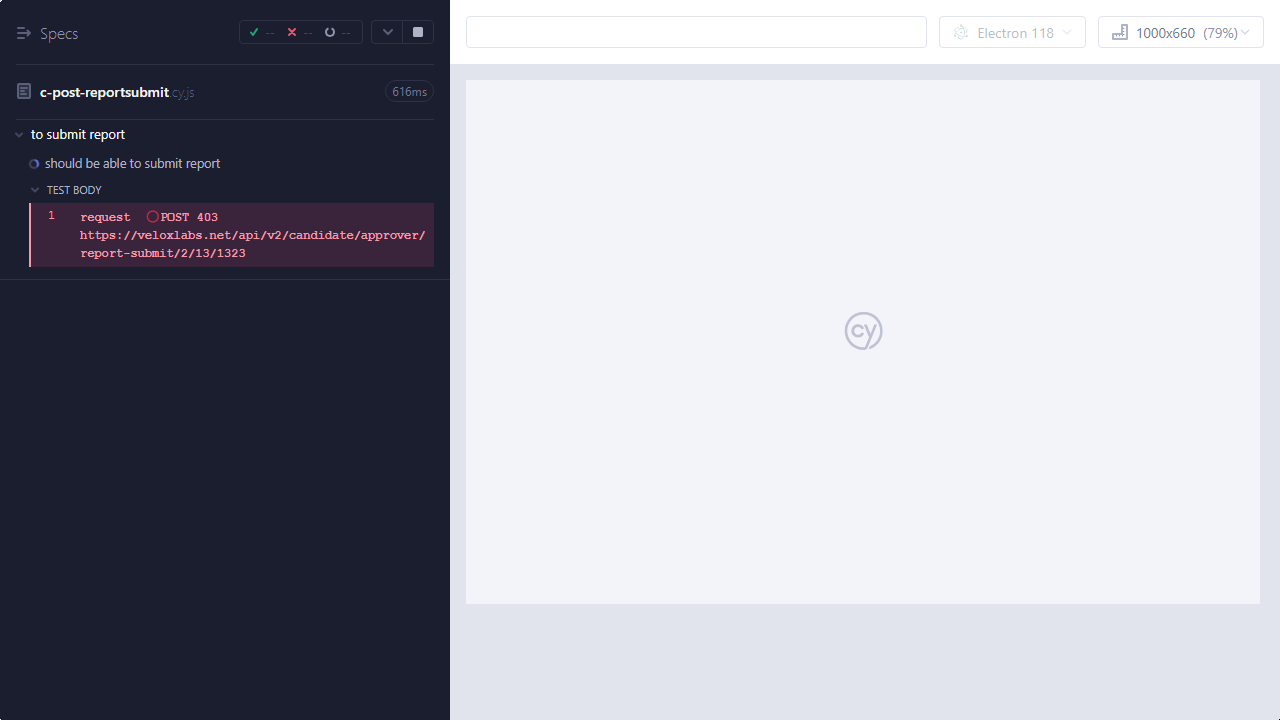 Specs
-- -- --
Electron 118
1000x660 (79%)
c-post-reportsubmit.cy.js
616ms
to submit report
should be able to submit report
TEST BODY
1 request POST 403
https://veloxlabs.net/api/v2/candidate/approver/
report-submit/2/13/1323
cy